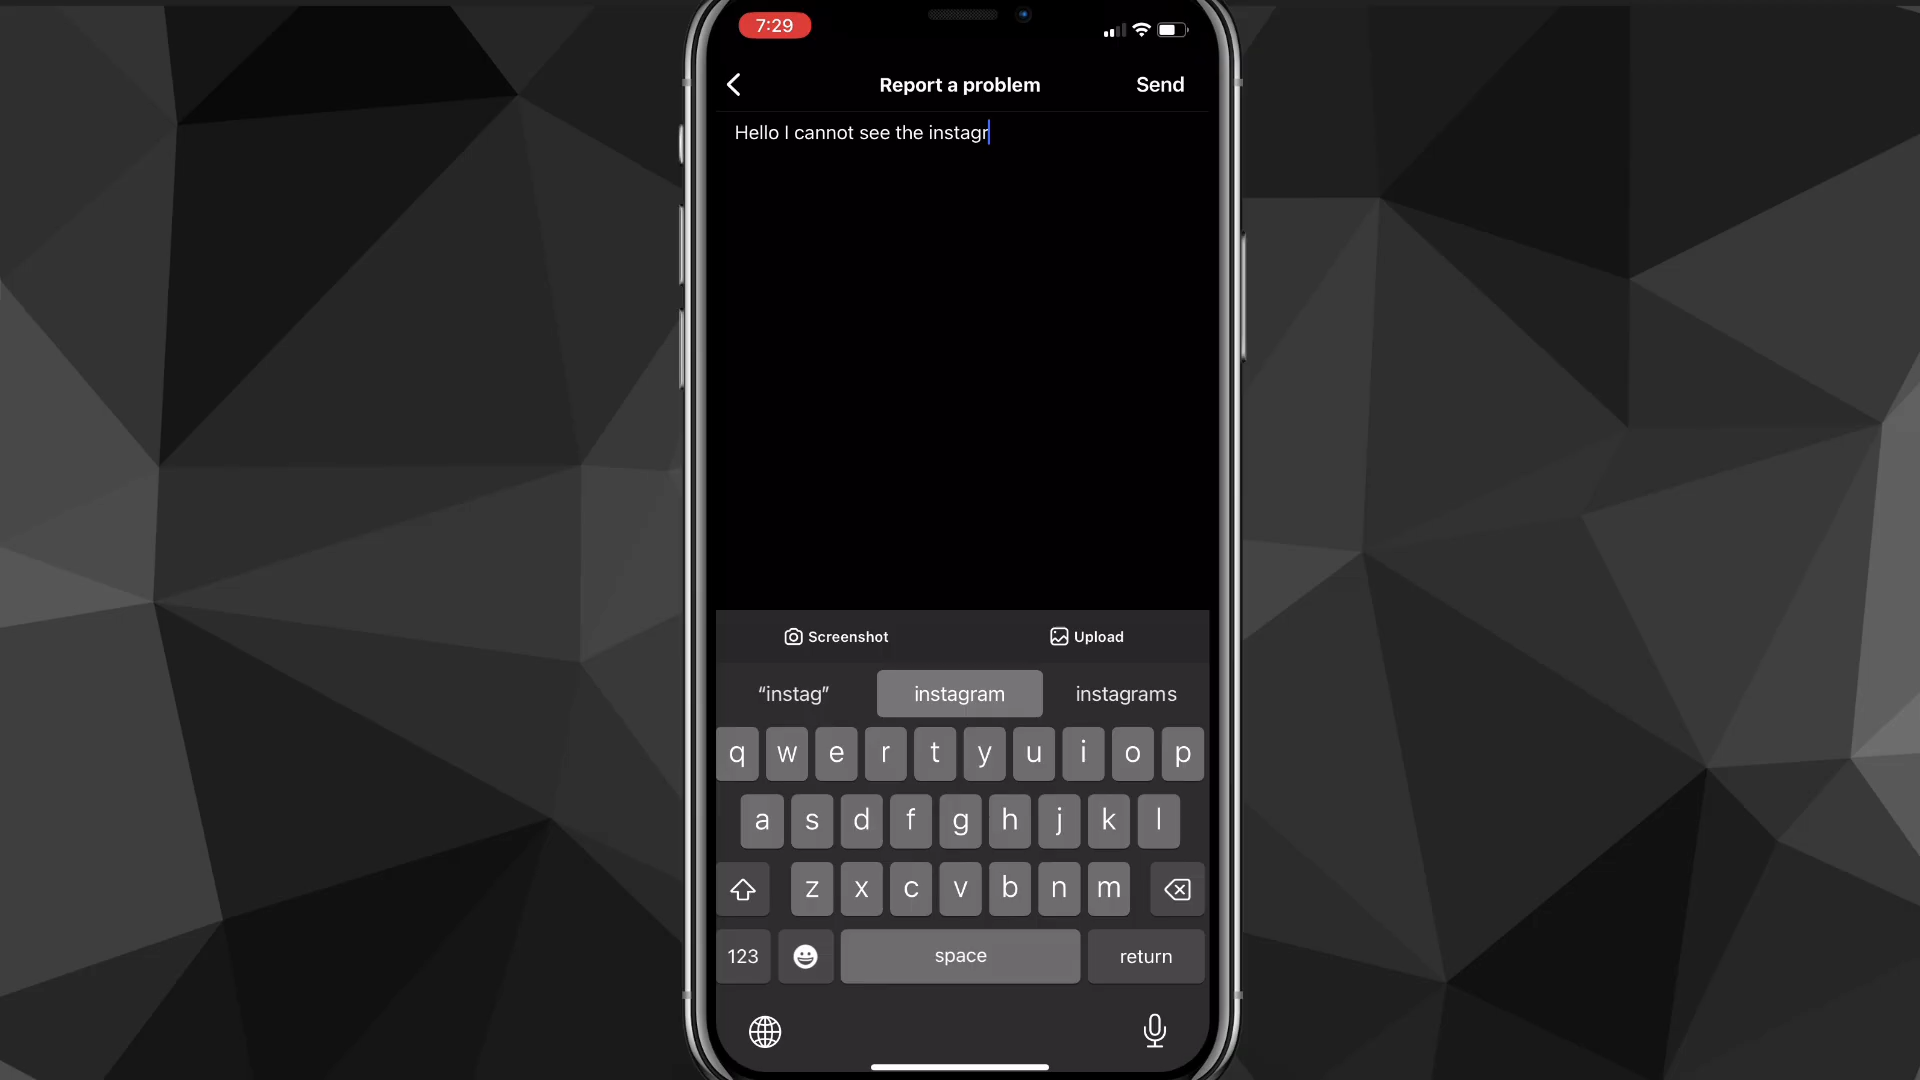 7:29
Report a problem
Send
Hello I cannot see the instagr
Screenshot
Upload
“instag”
instagram
instagrams
q w e r t y u i o p
a s d f g h j k l
z x c v b n m
123
space
return